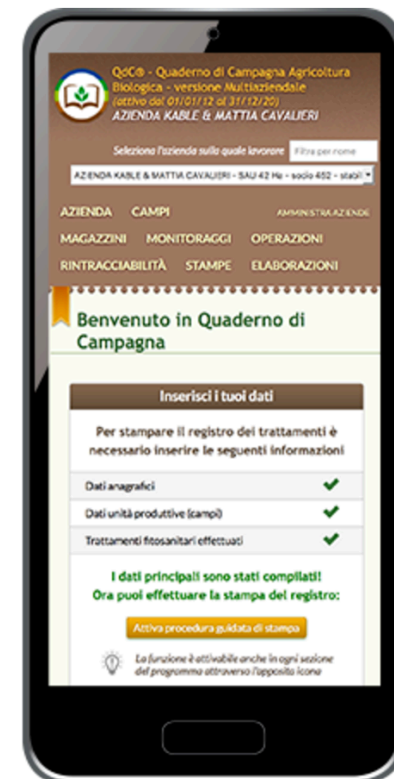 QdC® - Quaderno di Campagna Agricoltura
Biologica - versione Multiaziendale
(attivo dal 01/01/12 al 31/12/20)
AZIENDA KABLE & MATTIA CAVALIERI
Seleziona l'azienda sulla quale lavorare Filtra per nome
AZIENDA KABLE & MATTIA CAVALIERI - SAU 42 Ha - socio 452 - stabil
AZIENDA CAMPI AMMINISTRA AZIENDE
MAGAZZINI MONITORAGGI OPERAZIONI
RINTRACCIABILITÀ STAMPE ELABORAZIONI
Benvenuto in Quaderno di
Campagna
Inserisci i tuoi dati
Per stampare il registro dei trattamenti è
necessario inserire le seguenti informazioni
Dati anagrafici
Dati unità produttive (campi)
Trattamenti fitosanitari effettuati
I dati principali sono stati compilati!
Ora puoi effettuare la stampa del registro:
Attiva procedura guidata di stampa
La funzione è attivabile anche in ogni sezione
del programma attraverso l'apposita icona